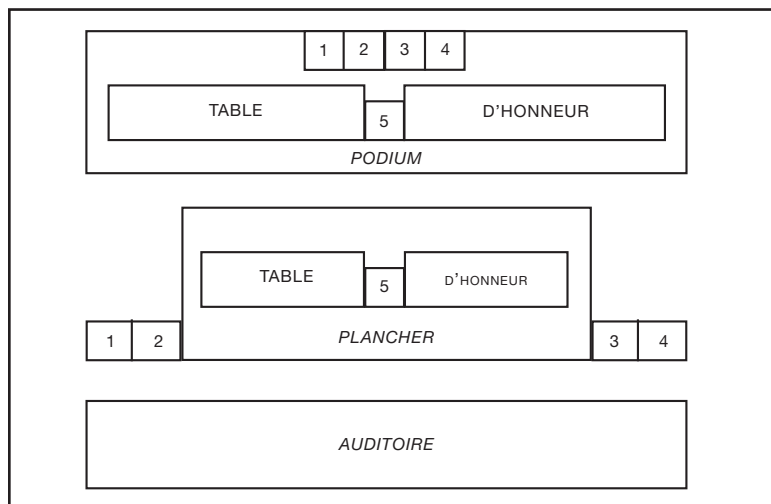 1 2 3 4
TABLE 5 D'HONNEUR
PODIUM
TABLE 5 D'HONNEUR
1 2 PLANCHER 3 4
AUDITOIRE